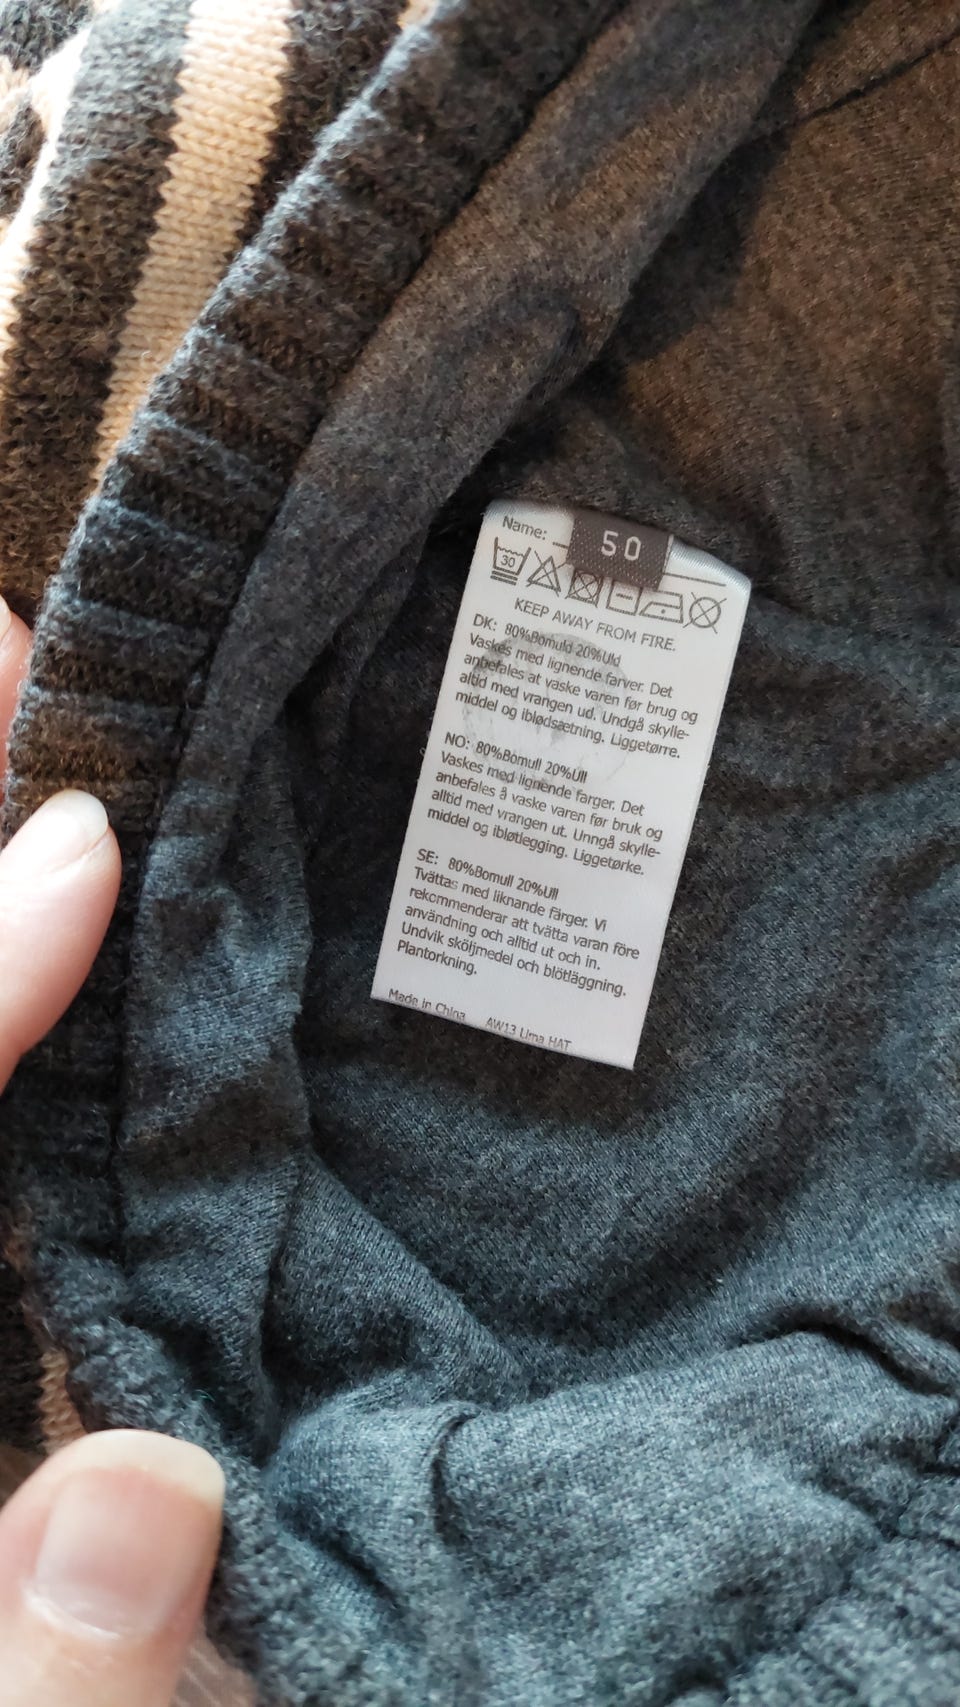 Name:
50
30
KEEP AWAY FROM FIRE.
DK: 80%Bomuld 20%Uld
Vaskes med lignende farver. Det
anbefales at vaske varen før brug og
altid med vrangen ud. Undgå skylle-
middel og iblødsætning. Liggetørre.
NO: 80%Bomull 20%Ull
Vaskes med lignende farger. Det
anbefales å vaske varen før bruk og
altid med vrangen ut. Unngå skylle-
middel og ibløtlegging. Liggetørke.
SE: 80%Bomull 20%Ull
Tvättas med liknande färger. Vi
rekommenderar att tvätta varan före
användning och alltid ut och in.
Undvik sköljmedel och blötläggning.
Plantorkning.
Made in China AW13 Lima HAT